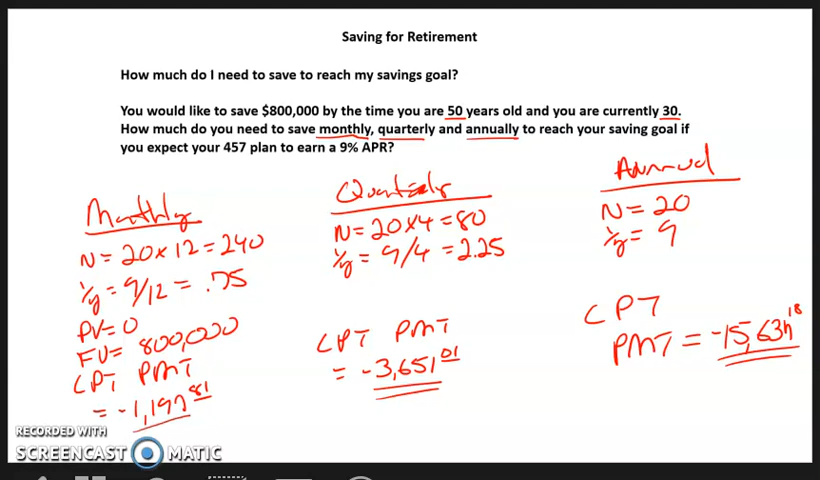 Saving for Retirement
How much do I need to save to reach my savings goal?
You would like to save $800,000 by the time you are 50 years old and you are currently 30.
How much do you need to save monthly, quarterly and annually to reach your saving goal if
you expect your 457 plan to earn a 9% APR?
Monthly
N = 20 x 12 = 240
I/y = 9/12 = .75
PV = 0
FV = 800,000
CPT PMT
= -1,197 81
Quarterly
N = 20x4 = 80
I/y = 9/4 = 2.25
CPT PMT
= -3,651 01
Annual
N = 20
I/y = 9
CPT
PMT = -15,637 18
RECORDED WITH
SCREENCAST MATIC